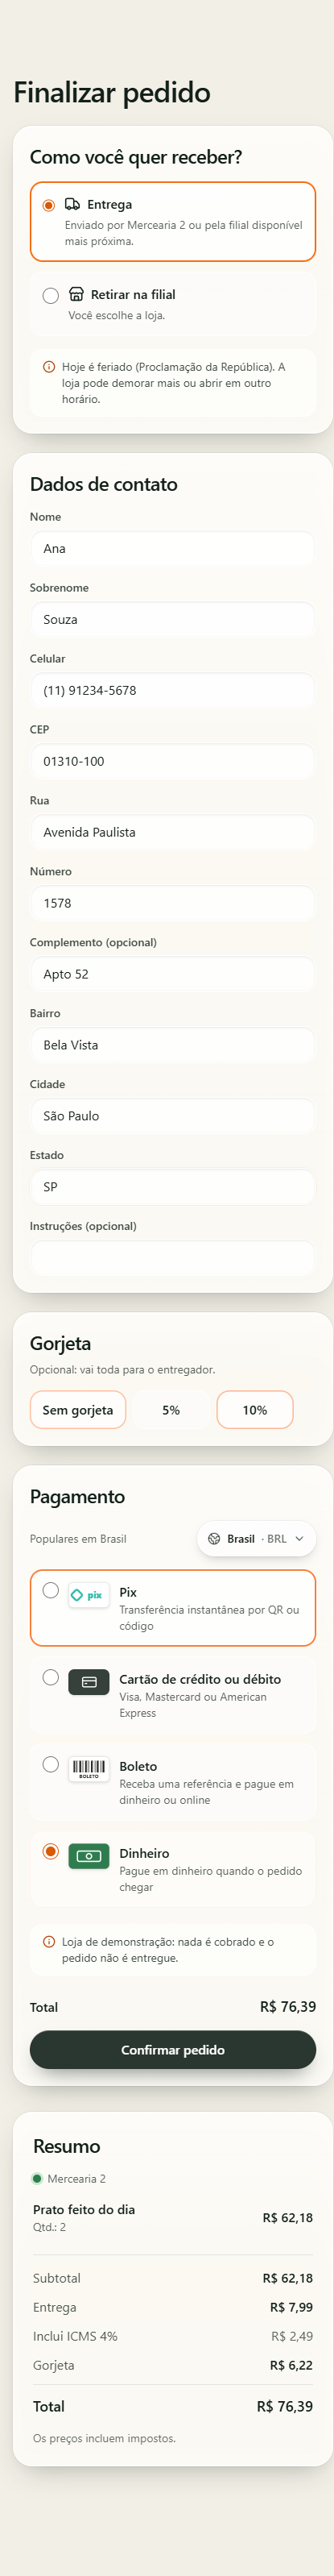 Finalizar pedido
Como você quer receber?
Entrega
Enviado por Mercearia 2 ou pela filial disponível
mais próxima.
Retirar na filial
Você escolhe a loja.
Hoje é feriado (Proclamação da República). A
loja pode demorar mais ou abrir em outro
horário.
Dados de contato
Nome
Ana
Sobrenome
Souza
Celular
(11) 91234-5678
CEP
01310-100
Rua
Avenida Paulista
Número
1578
Complemento (opcional)
Apto 52
Bairro
Bela Vista
Cidade
São Paulo
Estado
SP
Instruções (opcional)
Gorjeta
Opcional: vai toda para o entregador.
Sem gorjeta 5% 10%
Pagamento
Populares em Brasil Brasil · BRL
pix Pix
Transferência instantânea por QR ou
código
Cartão de crédito ou débito
Visa, Mastercard ou American
Express
BOLETO Boleto
Receba uma referência e pague em
dinheiro ou online
Dinheiro
Pague em dinheiro quando o pedido
chegar
Loja de demonstração: nada é cobrado e o
pedido não é entregue.
Total R$ 76,39
Confirmar pedido
Resumo
Mercearia 2
Prato feito do dia R$ 62,18
Qtd.: 2
Subtotal R$ 62,18
Entrega R$ 7,99
Inclui ICMS 4% R$ 2,49
Gorjeta R$ 6,22
Total R$ 76,39
Os preços incluem impostos.